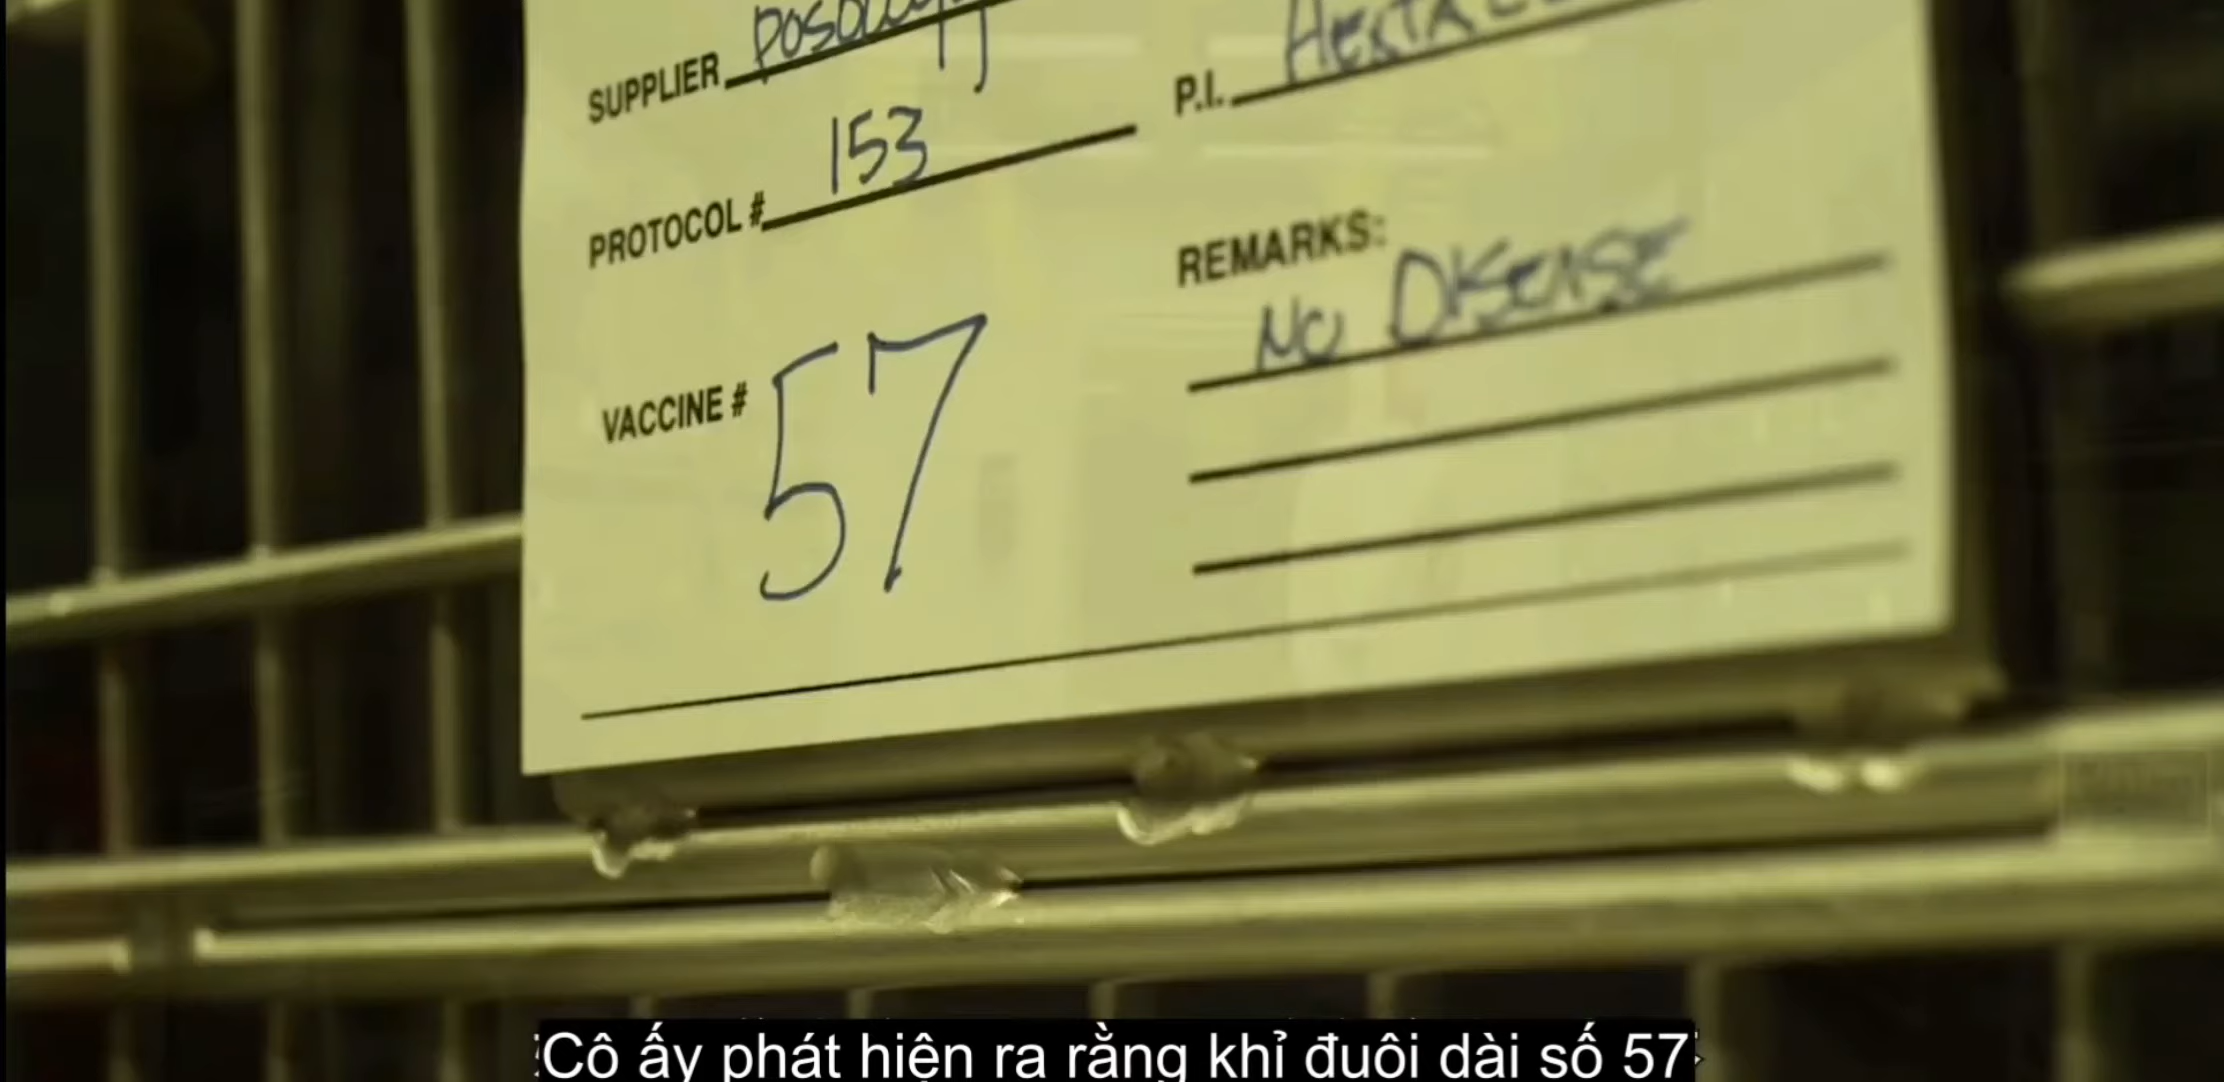 SUPPLIER
P.I.
PROTOCOL # 153
REMARKS:
NO DISEASE
VACCINE # 57
Cô ấy phát hiện ra rằng khỉ đuôi dài số 57